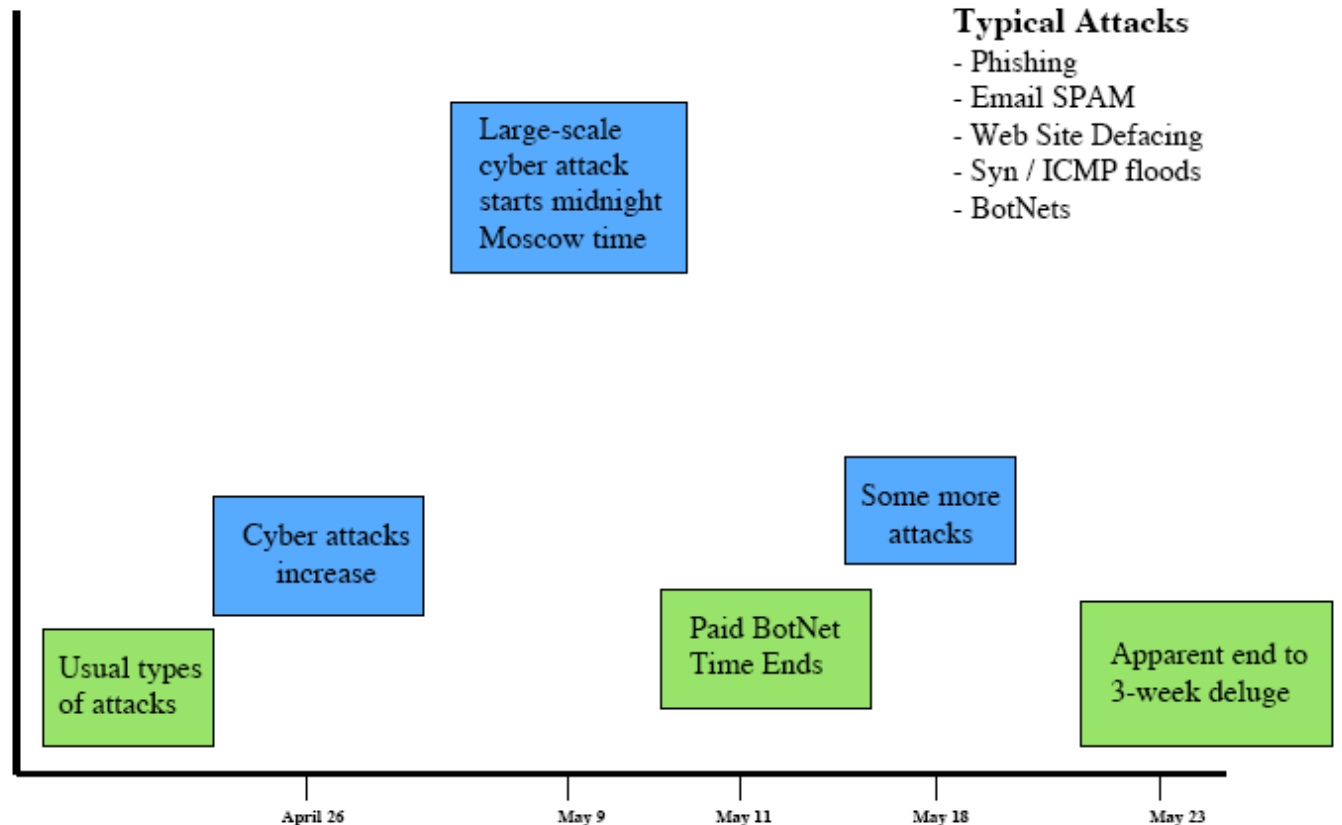 Typical Attacks
- Phishing
- Email SPAM
- Web Site Defacing
- Syn / ICMP floods
- BotNets
Large-scale
cyber attack
starts midnight
Moscow time
Cyber attacks
increase
Some more
attacks
Usual types
of attacks
Paid BotNet
Time Ends
Apparent end to
3-week deluge
April 26
May 9
May 11
May 18
May 23